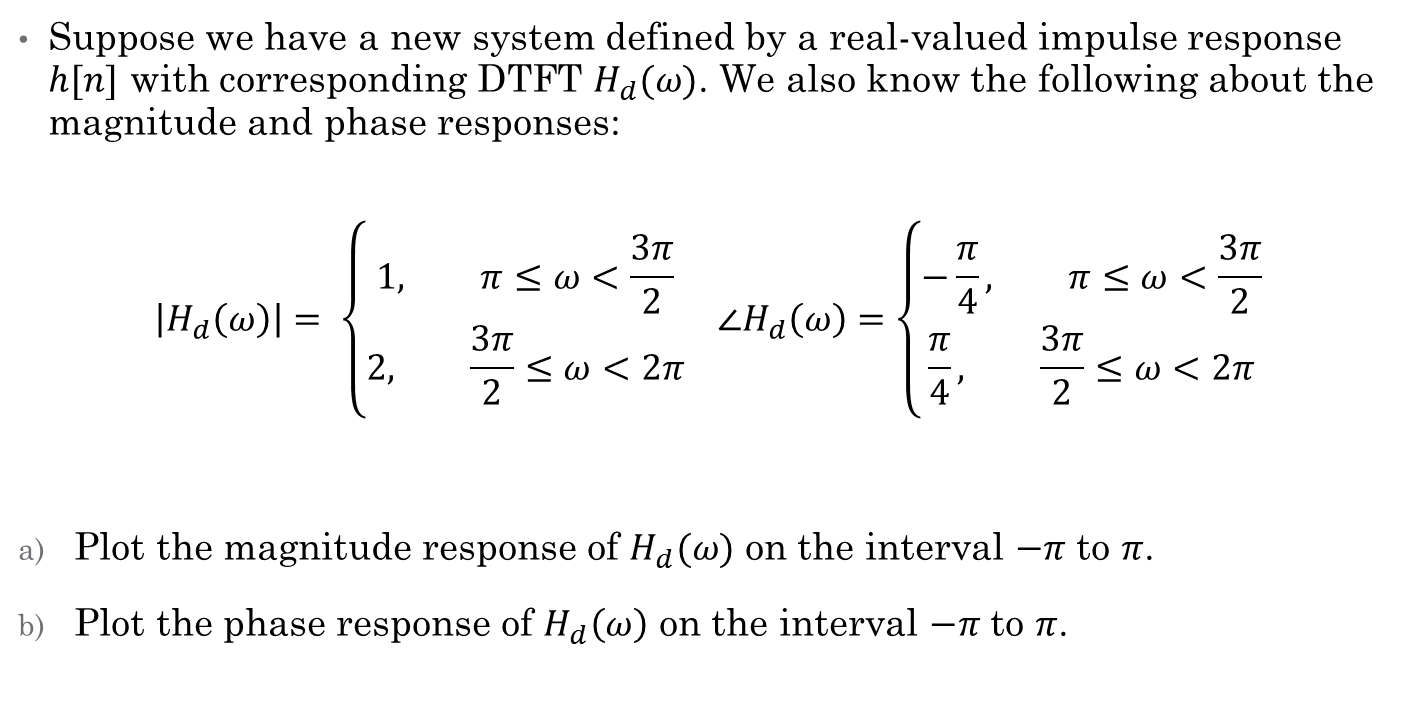 • Suppose we have a new system defined by a real-valued impulse response
h[n] with corresponding DTFT H_d(ω). We also know the following about the
magnitude and phase responses:
|H_d(ω)| = { 1, π ≤ ω < 3π/2 ∠H_d(ω) = { −π/4, π ≤ ω < 3π/2
2, 3π/2 ≤ ω < 2π π/4, 3π/2 ≤ ω < 2π
a) Plot the magnitude response of H_d(ω) on the interval −π to π.
b) Plot the phase response of H_d(ω) on the interval −π to π.